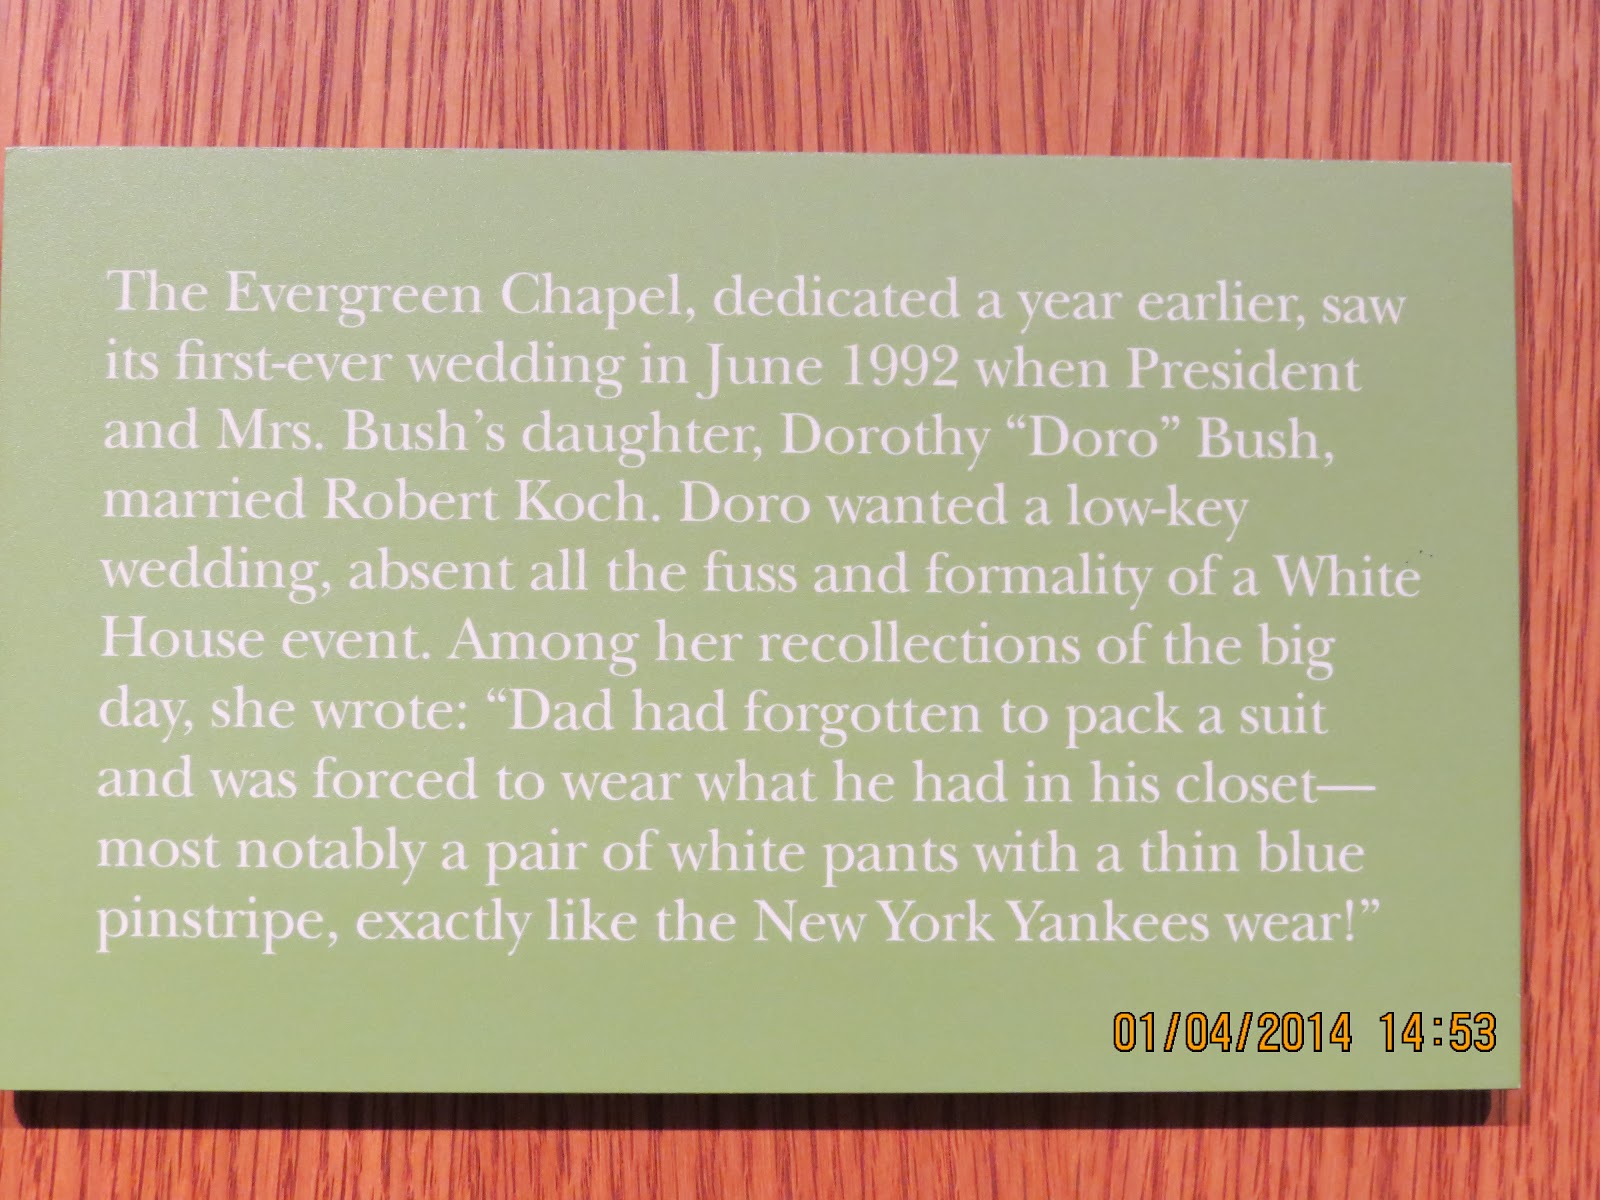 The Evergreen Chapel, dedicated a year earlier, saw
its first-ever wedding in June 1992 when President
and Mrs. Bush’s daughter, Dorothy “Doro” Bush,
married Robert Koch. Doro wanted a low-key
wedding, absent all the fuss and formality of a White
House event. Among her recollections of the big
day, she wrote: “Dad had forgotten to pack a suit
and was forced to wear what he had in his closet—
most notably a pair of white pants with a thin blue
pinstripe, exactly like the New York Yankees wear!”
01/04/2014 14:53